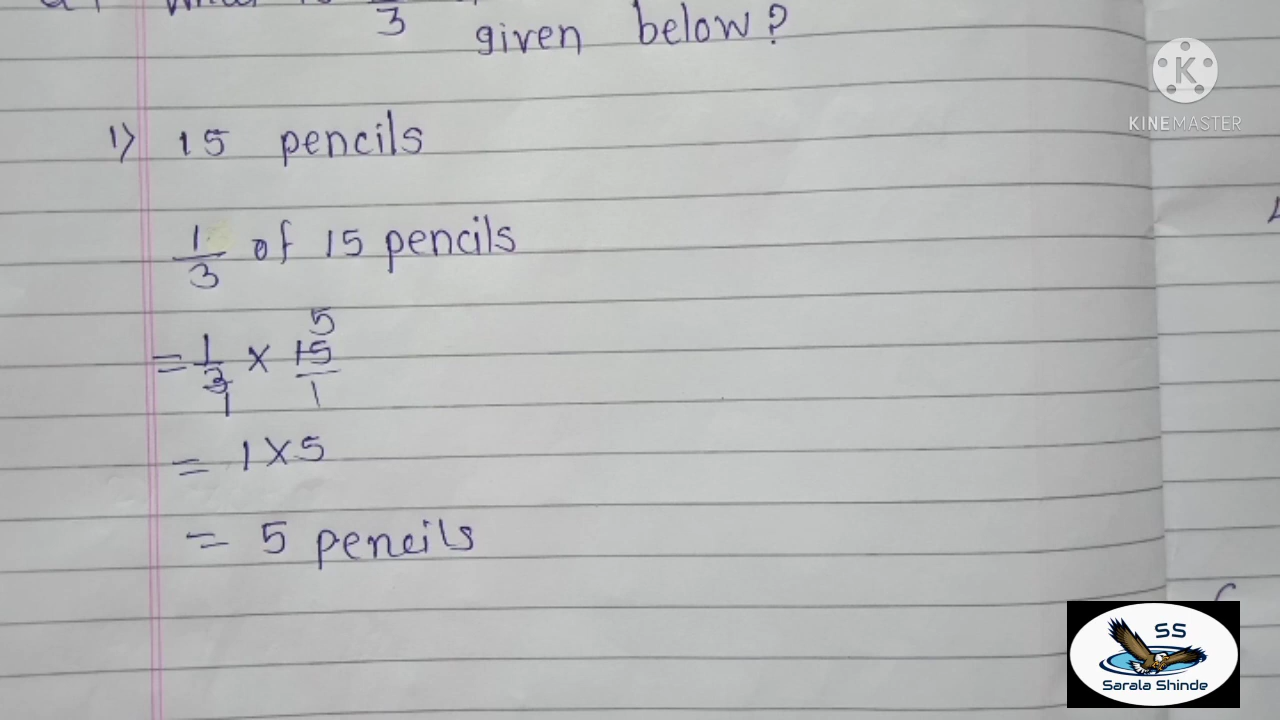 3
given below?
1) 15 pencils
1/3 of 15 pencils
5
= 1/3 × 15/1
1
= 1×5
= 5 pencils
K
KINEMASTER
SS
Sarala Shinde